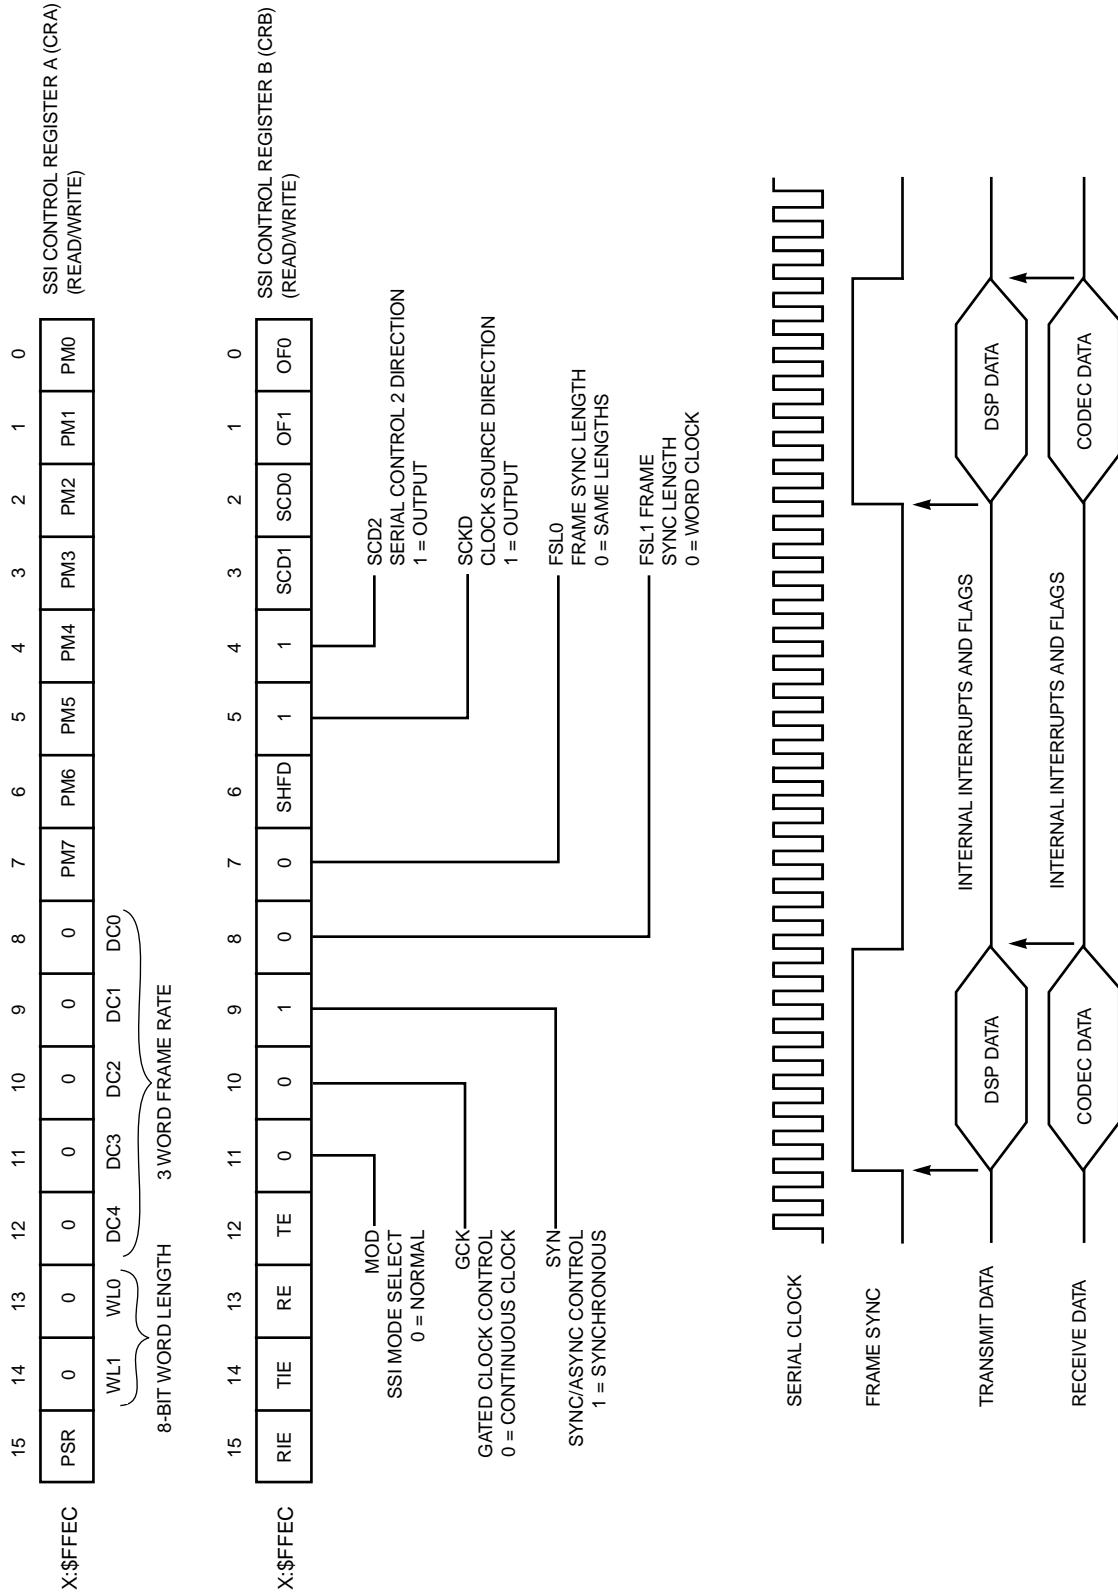 15 14 13 12 11 10 9 8 7 6 5 4 3 2 1 0
X:$FFEC PSR 0 0 0 0 0 0 0 PM7 PM6 PM5 PM4 PM3 PM2 PM1 PM0
SSI CONTROL REGISTER A (CRA)
(READ/WRITE)
WL1 WL0 DC4 DC3 DC2 DC1 DC0
8-BIT WORD LENGTH
3 WORD FRAME RATE
15 14 13 12 11 10 9 8 7 6 5 4 3 2 1 0
X:$FFEC RIE TIE RE TE 0 0 1 0 0 SHFD 1 1 SCD1 SCD0 OF1 OF0
SSI CONTROL REGISTER B (CRB)
(READ/WRITE)
MOD
SSI MODE SELECT
0 = NORMAL
GCK
GATED CLOCK CONTROL
0 = CONTINUOUS CLOCK
SYN
SYNC/ASYNC CONTROL
1 = SYNCHRONOUS
SCD2
SERIAL CONTROL 2 DIRECTION
1 = OUTPUT
SCKD
CLOCK SOURCE DIRECTION
1 = OUTPUT
FSL0
FRAME SYNC LENGTH
0 = SAME LENGTHS
FSL1 FRAME
SYNC LENGTH
0 = WORD CLOCK
SERIAL CLOCK
FRAME SYNC
TRANSMIT DATA
DSP DATA
INTERNAL INTERRUPTS AND FLAGS
DSP DATA
RECEIVE DATA
CODEC DATA
INTERNAL INTERRUPTS AND FLAGS
CODEC DATA